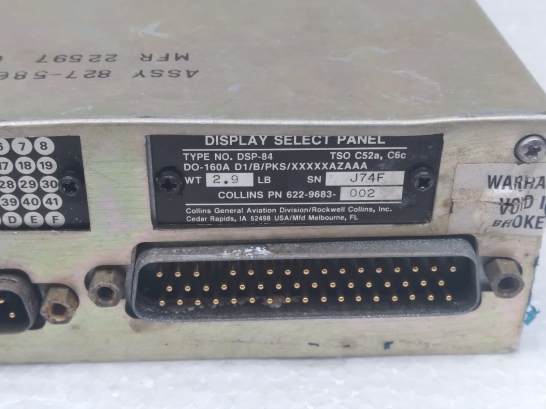 ASSY 827-586
MFR 22597
6 7 8
17 18 19
28 29 30
39 40 41
D E F
DISPLAY SELECT PANEL
TYPE NO. DSP-84 TSO C52a, C6c
DO-160A D1/B/PKS/XXXXXAZAAA
WT 2.9 LB SN J74F
COLLINS PN 622-9683- 002
Collins General Aviation Division/Rockwell Collins, Inc.
Cedar Rapids, IA 52498 USA/Mfd Melbourne, FL
WARRA
VOID I
BROKE